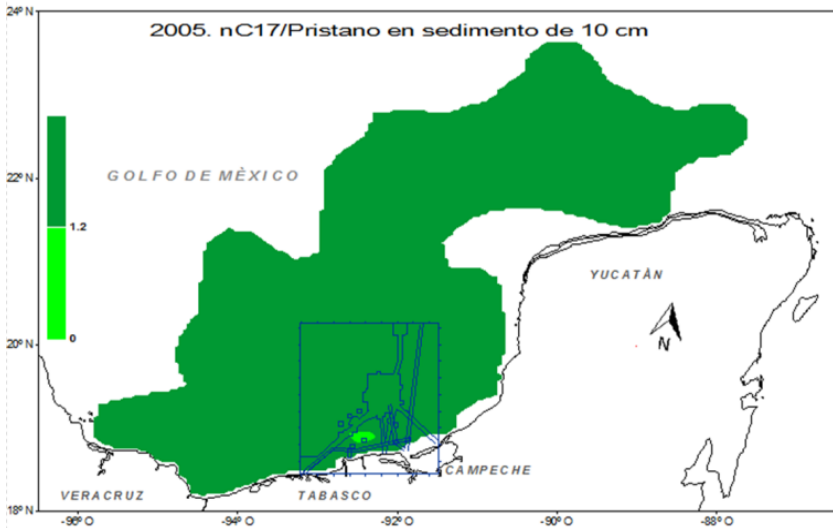 24°N
2005. nC17/Pristano en sedimento de 10 cm
GOLFO DE MÈXICO
22°N
1.2
YUCATÀN
0
N
20°N
CAMPECHE
VERACRUZ
TABASCO
18°N
-96°O
-94°O
-92°O
-90°O
-88°O